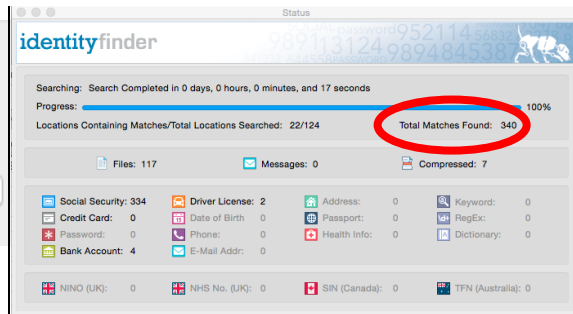 Status
identityfinder
Searching: Search Completed in 0 days, 0 hours, 0 minutes, and 17 seconds
Progress: 100%
Locations Containing Matches/Total Locations Searched: 22/124 Total Matches Found: 340
Files: 117 Messages: 0 Compressed: 7
Social Security: 334 Driver License: 2 Address: 0 Keyword: 0
Credit Card: 0 Date of Birth 0 Passport: 0 RegEx: 0
Password: 0 Phone: 0 Health Info: 0 Dictionary: 0
Bank Account: 4 E-Mail Addr: 0
NINO (UK): 0 NHS No. (UK): 0 SIN (Canada): 0 TFN (Australia): 0